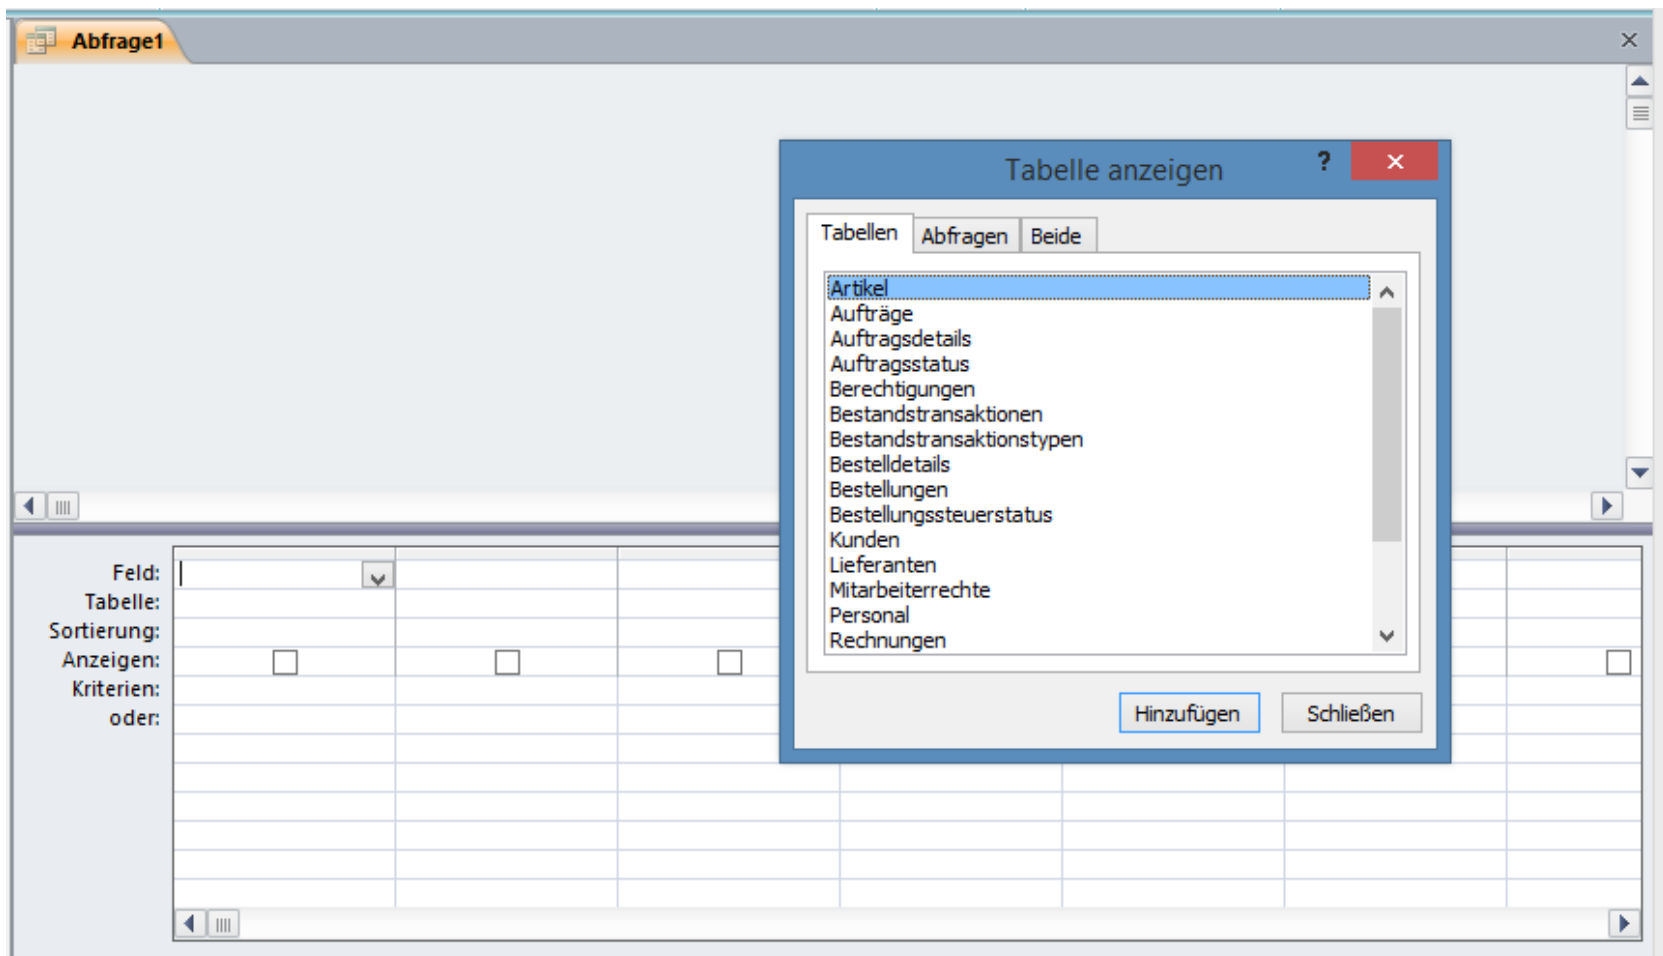 Abfrage1
Tabelle anzeigen
?
Tabellen Abfragen Beide
Artikel
Aufträge
Auftragsdetails
Auftragsstatus
Berechtigungen
Bestandstransaktionen
Bestandstransaktionstypen
Bestelldetails
Bestellungen
Bestellungssteuerstatus
Kunden
Lieferanten
Mitarbeiterrechte
Personal
Rechnungen
Hinzufügen Schließen
Feld:
Tabelle:
Sortierung:
Anzeigen:
Kriterien:
oder: